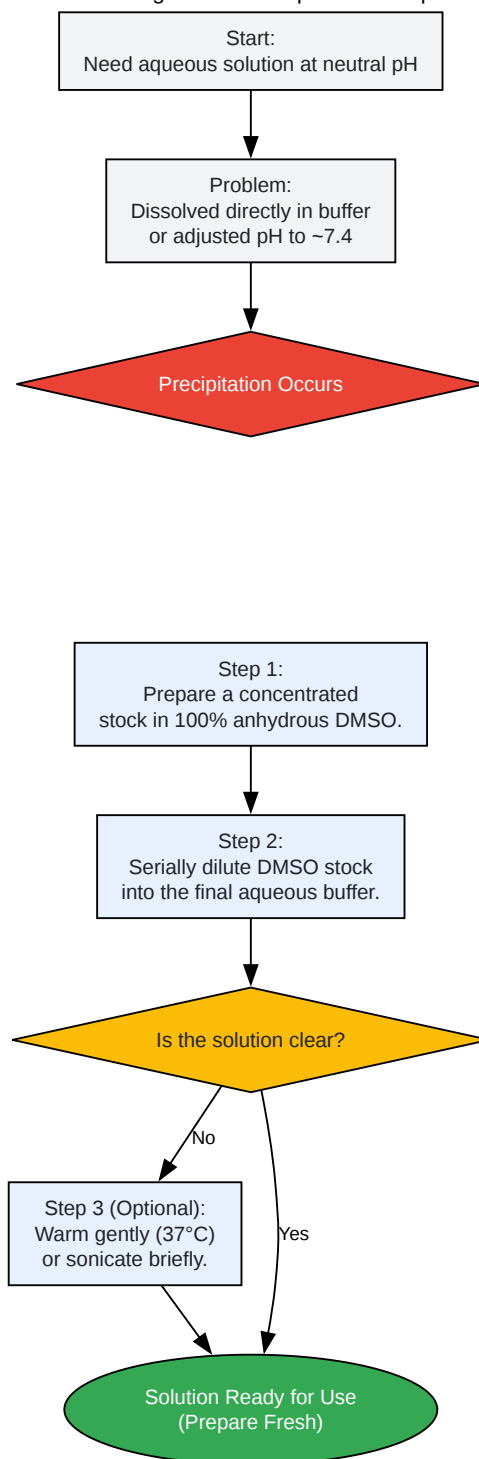 Start:
Need aqueous solution at neutral pH
Problem:
Dissolved directly in buffer
or adjusted pH to ~7.4
Precipitation Occurs
Step 1:
Prepare a concentrated
stock in 100% anhydrous DMSO.
Step 2:
Serially dilute DMSO stock
into the final aqueous buffer.
Is the solution clear?
No
Step 3 (Optional):
Warm gently (37°C)
or sonicate briefly.
Yes
Solution Ready for Use
(Prepare Fresh)